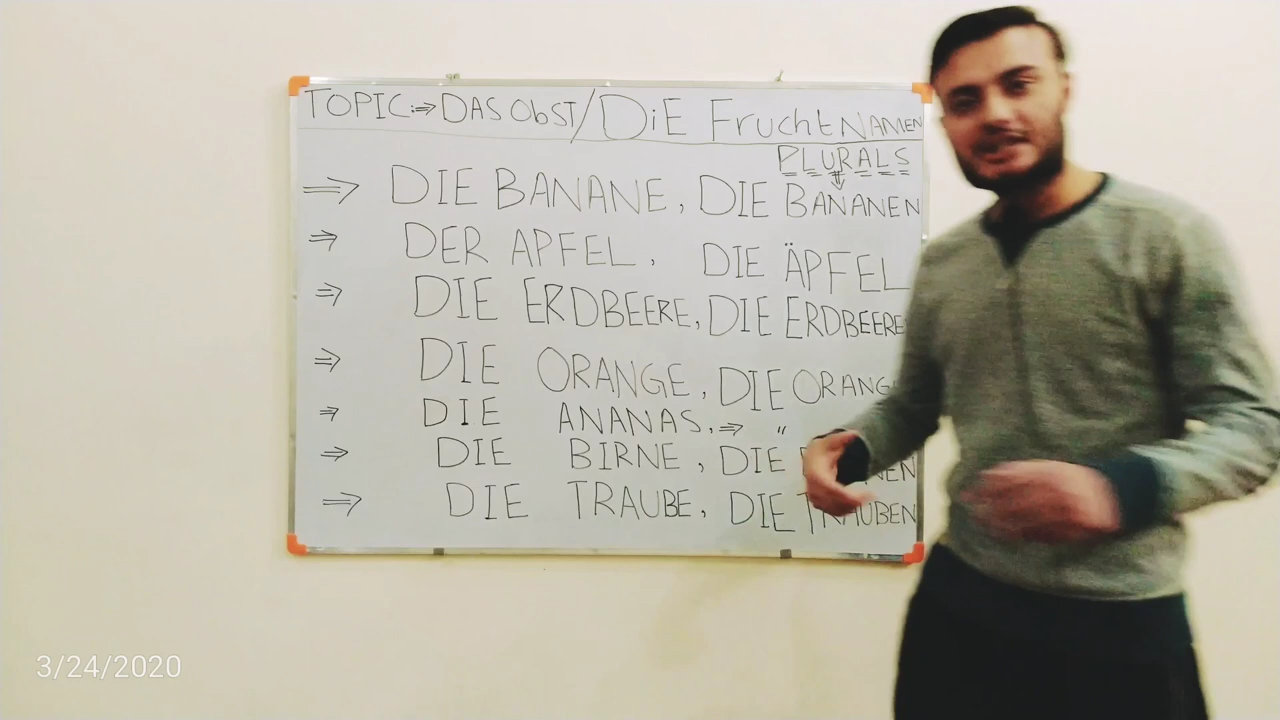 TOPIC:⇒ DAS ObST/DiE FruchtNAMEN
PLURALS
⇓
⇒ DIE BANANE, DIE BANANEN
⇒ DER APFEL, DIE ÄPFEL
⇒ DIE ERDBEERE, DIE ERDBEERE
⇒ DIE ORANGE, DIE ORANG
⇒ DIE ANANAS, ⇒ "
⇒ DIE BIRNE, DIE
⇒ DIE TRAUBE, DIE TRAUBEN
3/24/2020